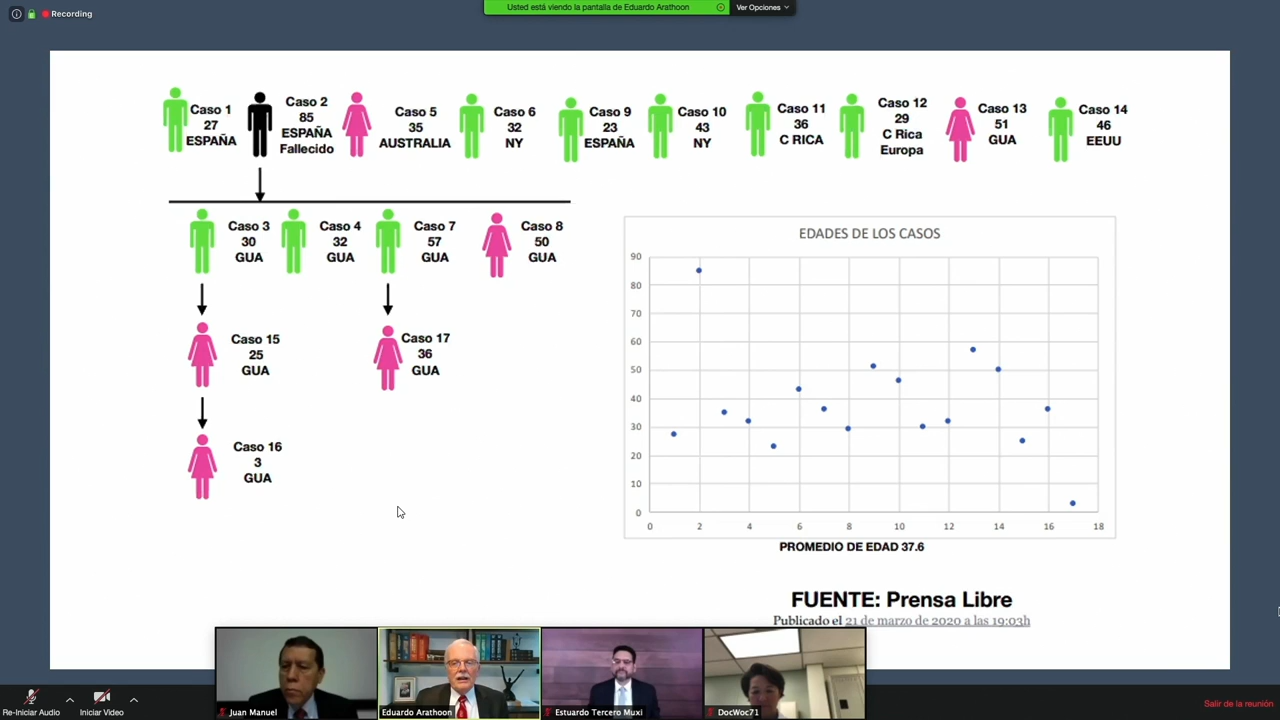 Recording
Usted está viendo la pantalla de Eduardo Arathoon
Ver Opciones
Caso 1
27
ESPAÑA
Caso 2
85
ESPAÑA
Fallecido
Caso 5
35
AUSTRALIA
Caso 6
32
NY
Caso 9
23
ESPAÑA
Caso 10
43
NY
Caso 11
36
C RICA
Caso 12
29
C Rica
Europa
Caso 13
51
GUA
Caso 14
46
EEUU
Caso 3
30
GUA
Caso 4
32
GUA
Caso 7
57
GUA
Caso 8
50
GUA
Caso 15
25
GUA
Caso 17
36
GUA
Caso 16
3
GUA
EDADES DE LOS CASOS
90
80
70
60
50
40
30
20
10
0
0 2 4 6 8 10 12 14 16 18
PROMEDIO DE EDAD 37.6
FUENTE: Prensa Libre
Publicado el 21 de marzo de 2020 a las 19:03h
Juan Manuel
Eduardo Arathoon
Estuardo Tercero Muxi
DocWoc71
Re-Iniciar Audio
Iniciar Video
Salir de la reunión